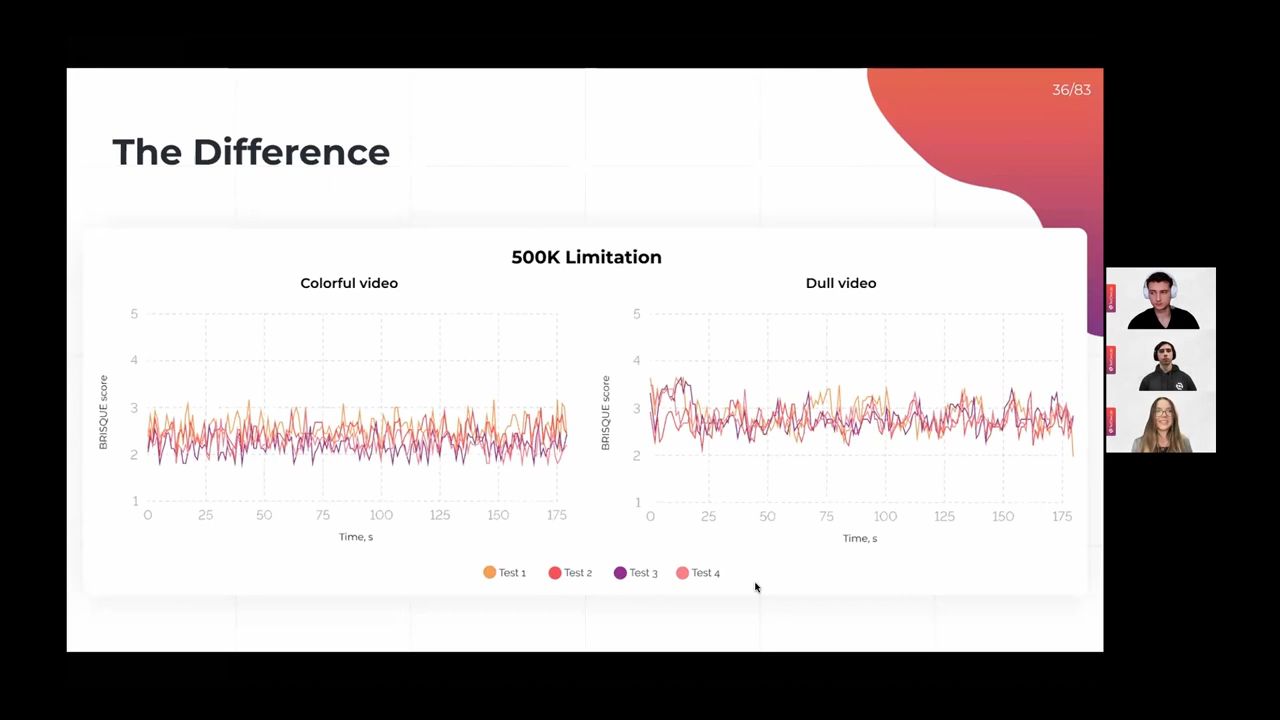 36/83
The Difference
500K Limitation
Colorful video
Dull video
5
4
3
2
1
BRISQUE score
0 25 50 75 100 125 150 175
Time, s
5
4
3
2
1
BRISQUE score
0 25 50 75 100 125 150 175
Time, s
Test 1 Test 2 Test 3 Test 4